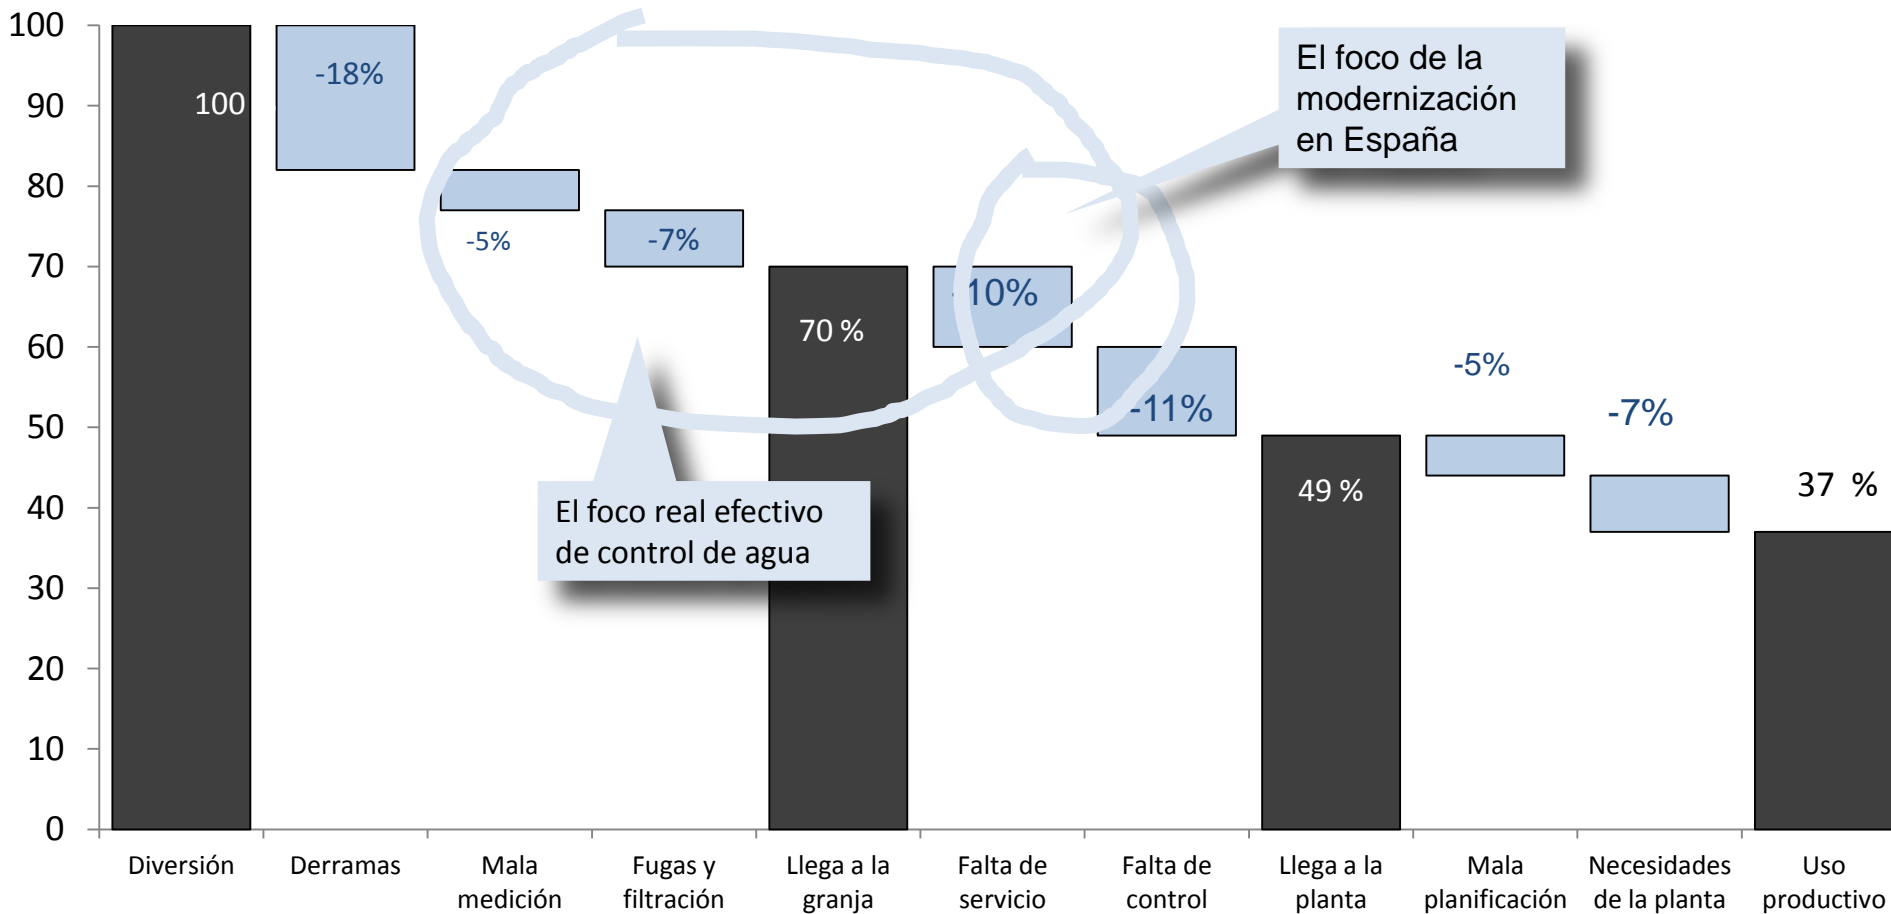 100
90
80
70
60
50
40
30
20
10
0
100
-18%
-5%
-7%
70 %
-10%
-11%
49 %
-5%
-7%
37 %
El foco de la
modernización
en España
El foco real efectivo
de control de agua
Diversión
Derramas
Mala
medición
Fugas y
filtración
Llega a la
granja
Falta de
servicio
Falta de
control
Llega a la
planta
Mala
planificación
Necesidades
de la planta
Uso
productivo